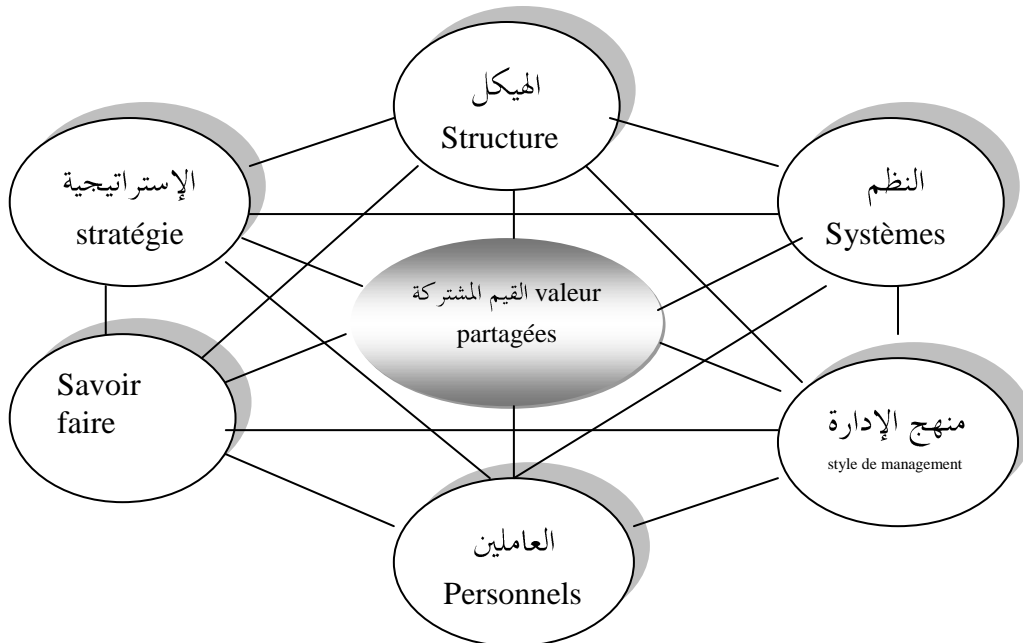 الهيكل
Structure
الإستراتيجية
stratégie
النظم
Systèmes
القيم المشتركة valeur
partagées
Savoir
faire
منهج الإدارة
style de management
العاملين
Personnels